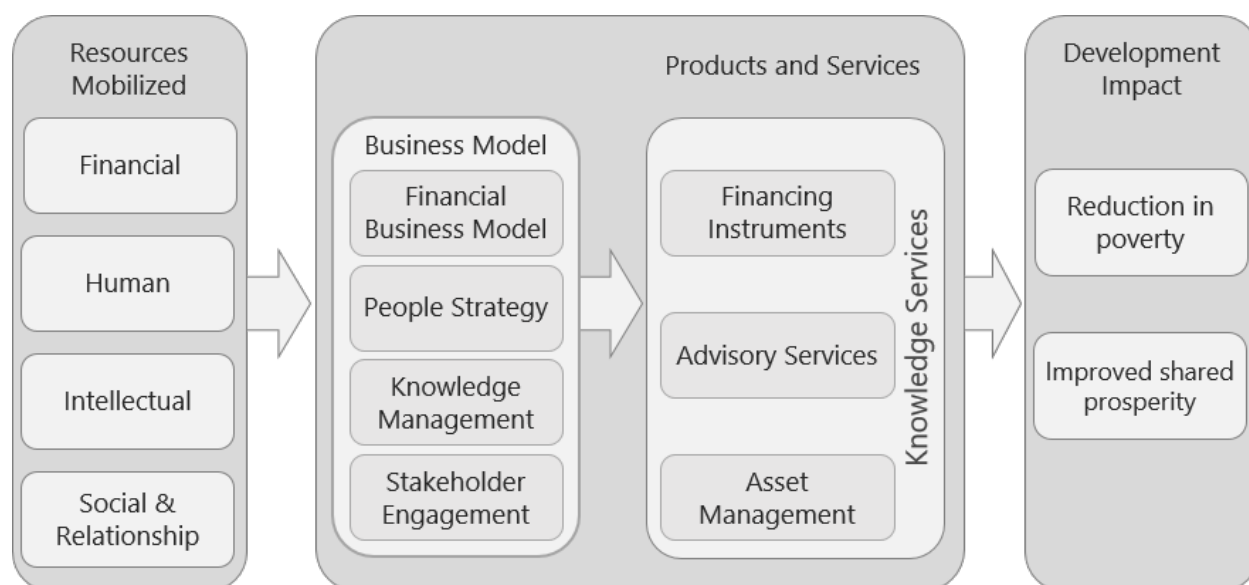 Resources
Mobilized
Financial
Human
Intellectual
Social &
Relationship
Products and Services
Business Model
Financial
Business Model
People Strategy
Knowledge
Management
Stakeholder
Engagement
Financing
Instruments
Advisory Services
Asset
Management
Knowledge Services
Development
Impact
Reduction in
poverty
Improved shared
prosperity